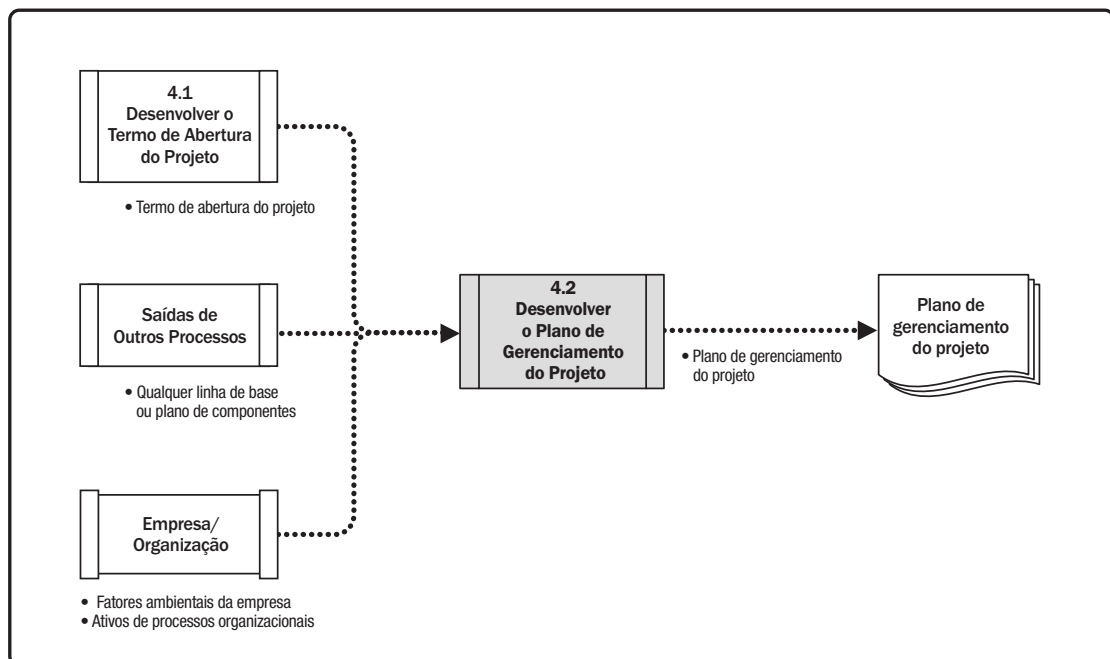 4.1
Desenvolver o
Termo de Abertura
do Projeto
• Termo de abertura do projeto
Saídas de
Outros Processos
• Qualquer linha de base
ou plano de componentes
Empresa/
Organização
• Fatores ambientais da empresa
• Ativos de processos organizacionais
4.2
Desenvolver
o Plano de
Gerenciamento
do Projeto
• Plano de gerenciamento
do projeto
Plano de
gerenciamento
do projeto